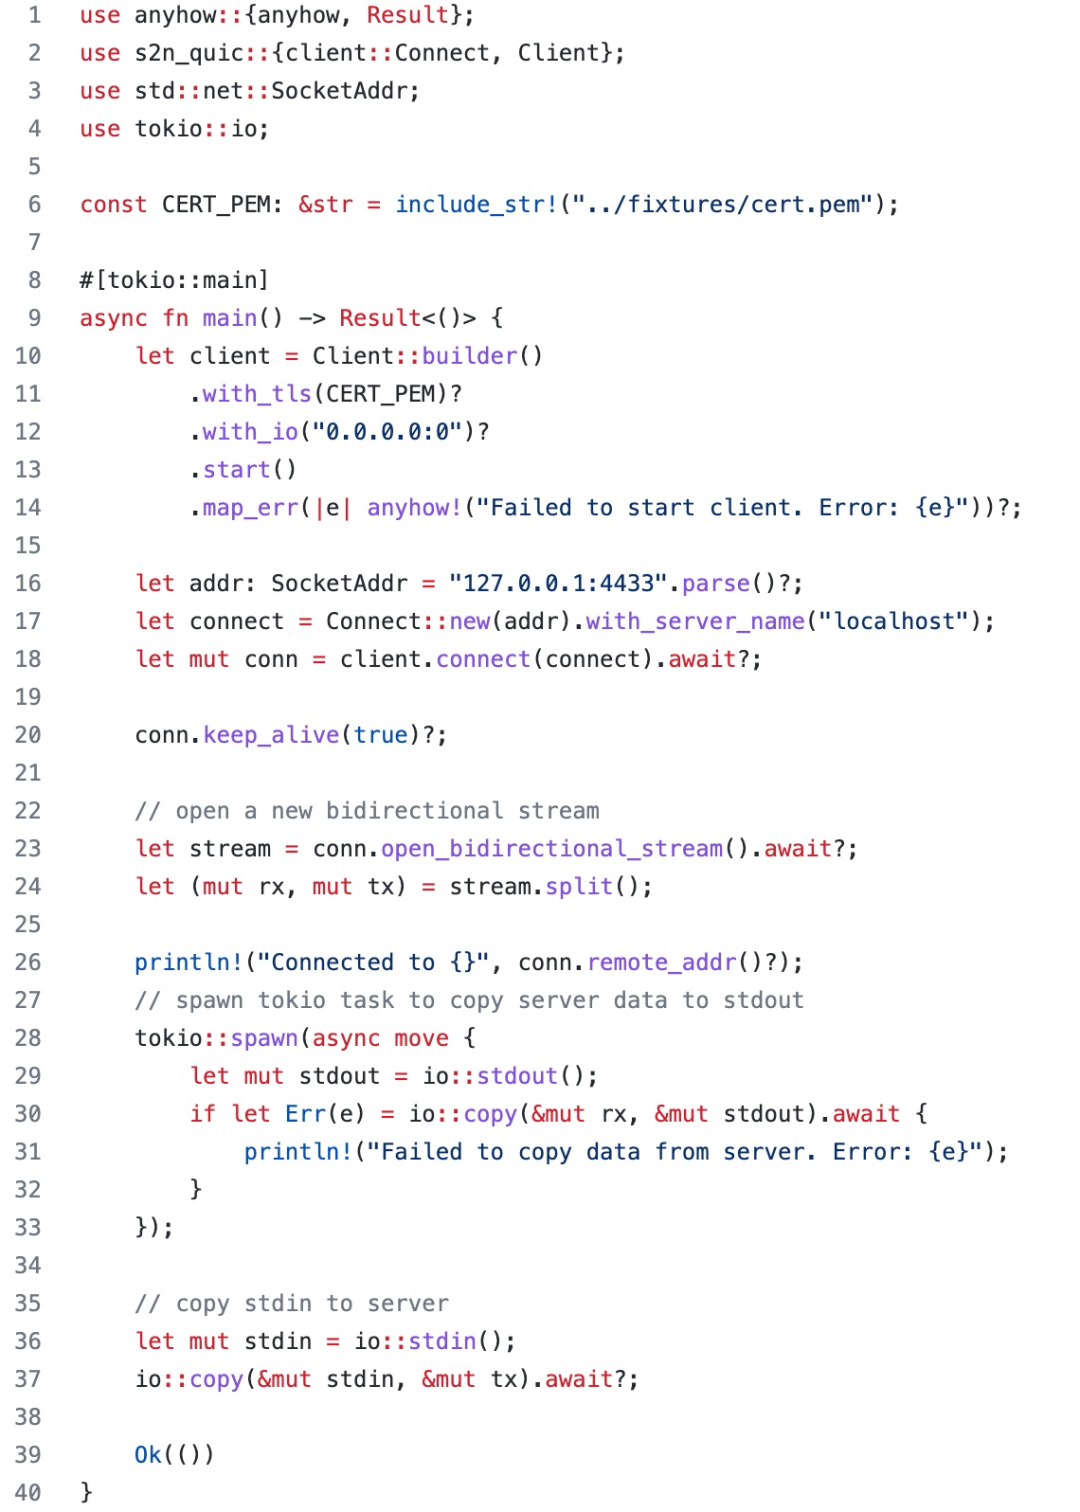 1 use anyhow::{anyhow, Result};
2 use s2n_quic::{client::Connect, Client};
3 use std::net::SocketAddr;
4 use tokio::io;
5
6 const CERT_PEM: &str = include_str!("../fixtures/cert.pem");
7
8 #[tokio::main]
9 async fn main() -> Result<()> {
10     let client = Client::builder()
11         .with_tls(CERT_PEM)?
12         .with_io("0.0.0.0:0")?
13         .start()
14         .map_err(|e| anyhow!("Failed to start client. Error: {e}"))?;
15
16     let addr: SocketAddr = "127.0.0.1:4433".parse()?;
17     let connect = Connect::new(addr).with_server_name("localhost");
18     let mut conn = client.connect(connect).await?;
19
20     conn.keep_alive(true)?;
21
22     // open a new bidirectional stream
23     let stream = conn.open_bidirectional_stream().await?;
24     let (mut rx, mut tx) = stream.split();
25
26     println!("Connected to {}", conn.remote_addr()?);
27     // spawn tokio task to copy server data to stdout
28     tokio::spawn(async move {
29         let mut stdout = io::stdout();
30         if let Err(e) = io::copy(&mut rx, &mut stdout).await {
31             println!("Failed to copy data from server. Error: {e}");
32         }
33     });
34
35     // copy stdin to server
36     let mut stdin = io::stdin();
37     io::copy(&mut stdin, &mut tx).await?;
38
39     Ok(())
40 }